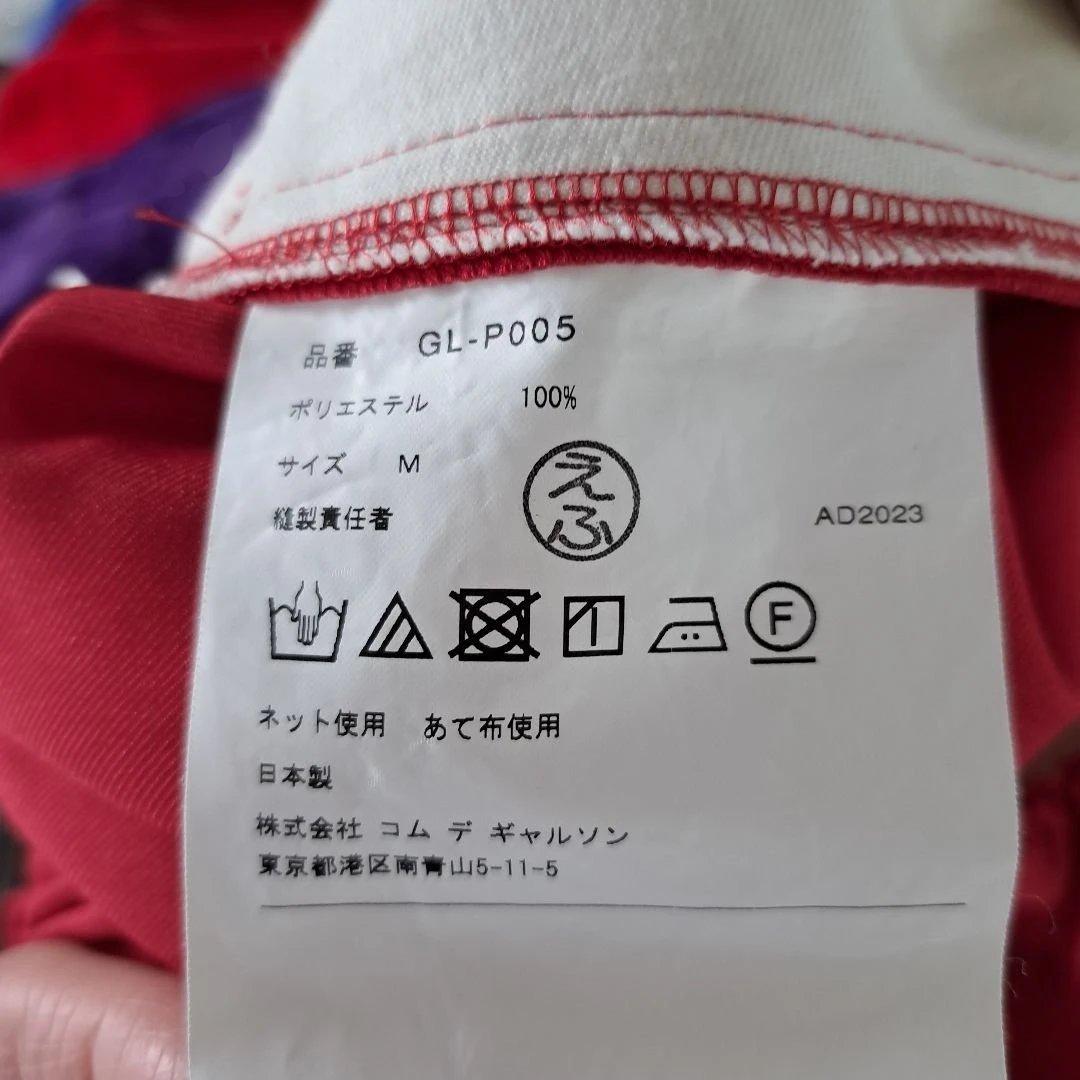 品番 GL-P005
ポリエステル 100%
サイズ M
縫製責任者 えふ AD2023
F
ネット使用 あて布使用
日本製
株式会社 コム デ ギャルソン
東京都港区南青山5-11-5